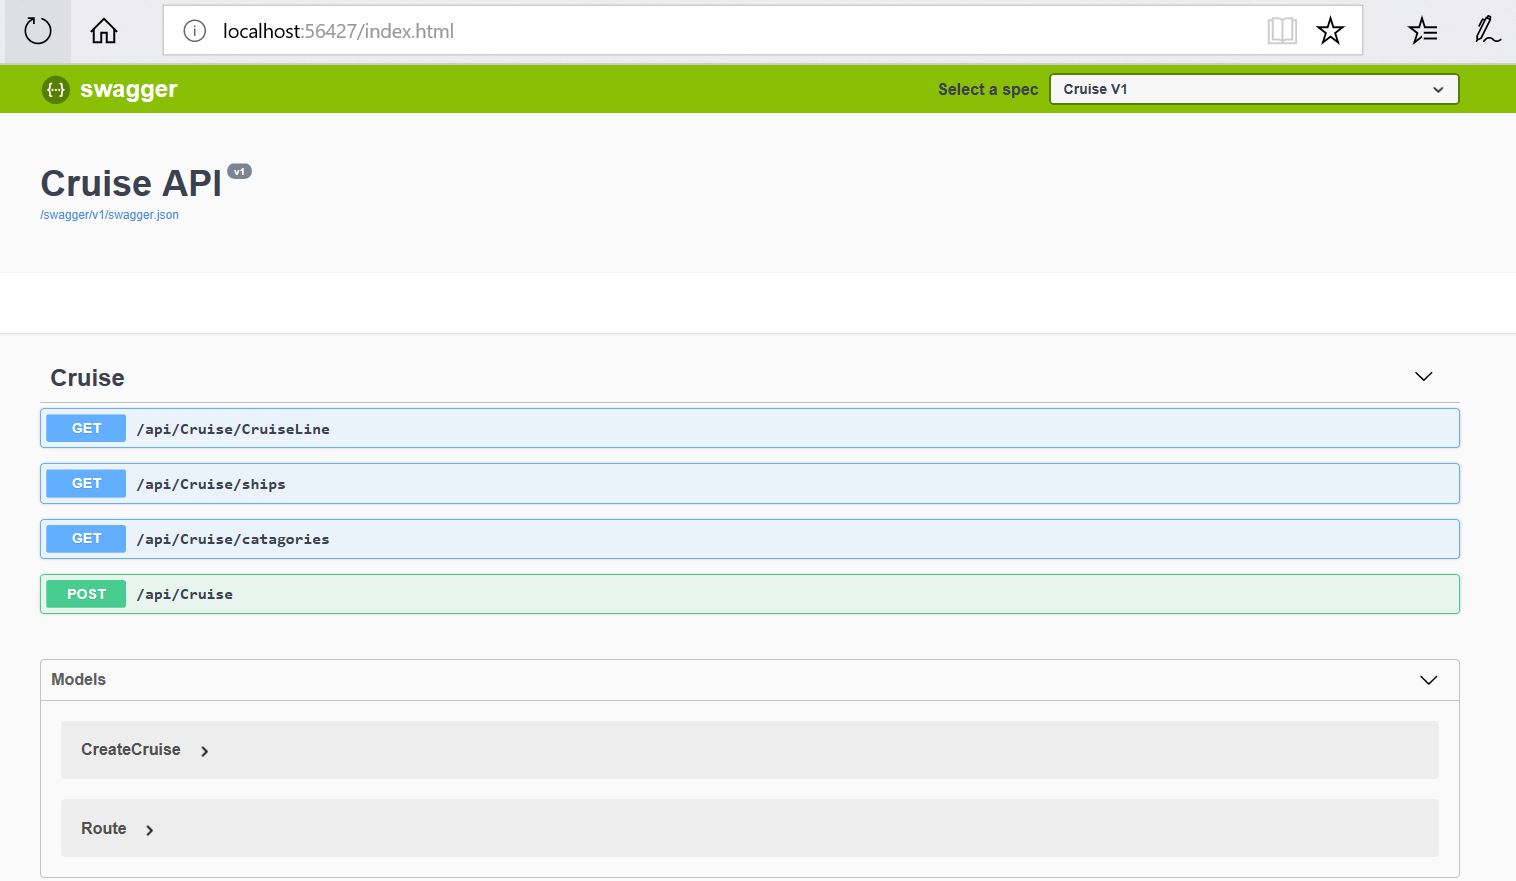 localhost:56427/index.html
{··} swagger Select a spec Cruise V1
Cruise API v1
/swagger/v1/swagger.json
Cruise
GET /api/Cruise/CruiseLine
GET /api/Cruise/ships
GET /api/Cruise/catagories
POST /api/Cruise
Models
CreateCruise
Route